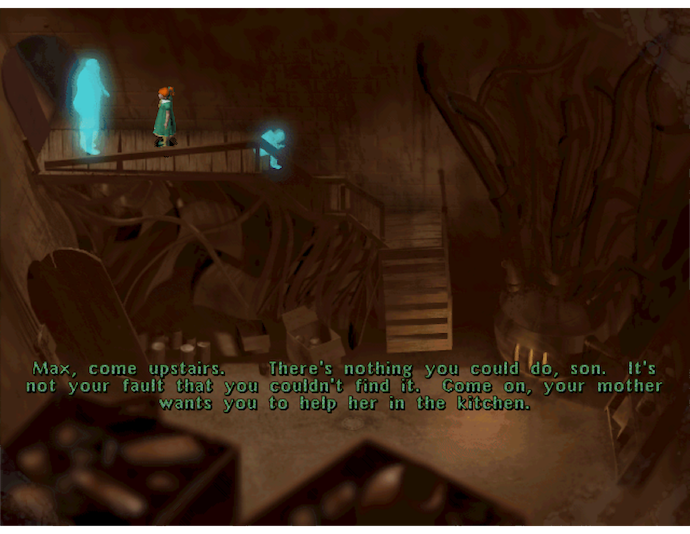 Max, come upstairs.    There's nothing you could do, son.  It's
not your fault that you couldn't find it.  Come on, your mother
wants you to help her in the kitchen.